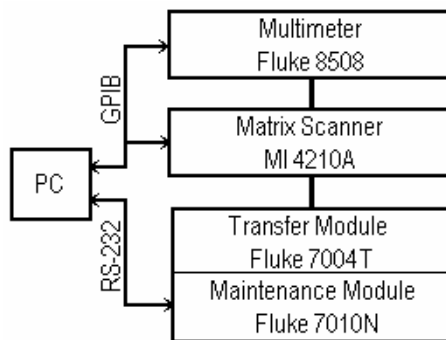 Multimeter
Fluke 8508
GPIB
Matrix Scanner
MI 4210A
PC
RS-232
Transfer Module
Fluke 7004T
Maintenance Module
Fluke 7010N